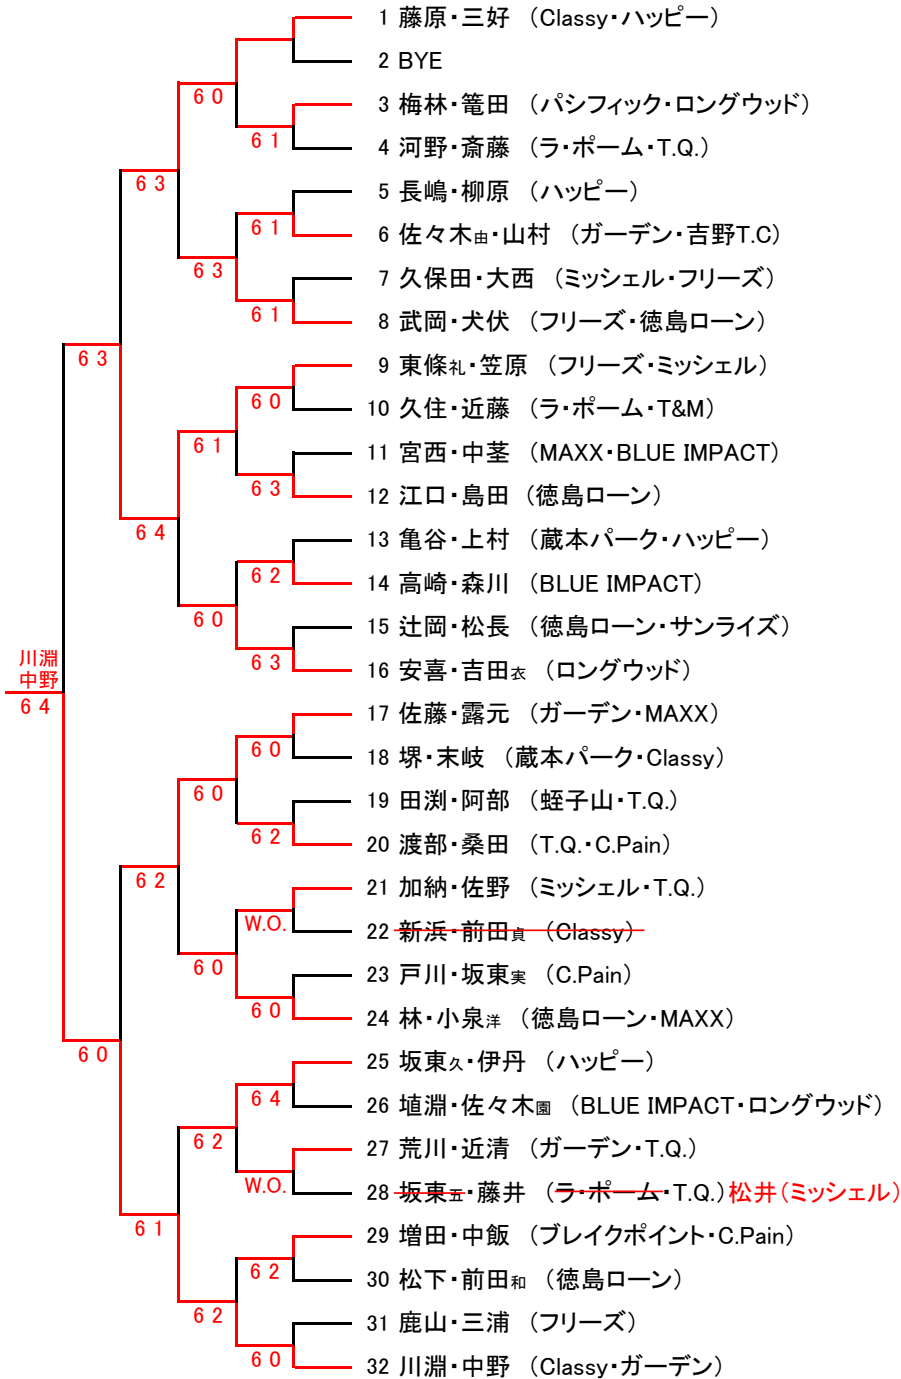 1 藤原・三好 （Classy・ハッピー）
2 BYE
6 0
3 梅林・篭田 （パシフィック・ロングウッド）
6 1
4 河野・斎藤 （ラ・ポーム・T.Q.）
6 3
5 長嶋・柳原 （ハッピー）
6 1
6 佐々木由・山村 （ガーデン・吉野T.C）
6 3
7 久保田・大西 （ミッシェル・フリーズ）
6 1
8 武岡・犬伏 （フリーズ・徳島ローン）
6 3
9 東條礼・笠原 （フリーズ・ミッシェル）
6 0
10 久住・近藤 （ラ・ポーム・T&M）
6 1
11 宮西・中茎 （MAXX・BLUE IMPACT）
6 3
12 江口・島田 （徳島ローン）
6 4
13 亀谷・上村 （蔵本パーク・ハッピー）
6 2
14 高崎・森川 （BLUE IMPACT）
6 0
15 辻岡・松長 （徳島ローン・サンライズ）
6 3
16 安喜・吉田衣 （ロングウッド）
川淵
中野
6 4
17 佐藤・露元 （ガーデン・MAXX）
6 0
18 堺・末岐 （蔵本パーク・Classy）
6 0
19 田渕・阿部 （蛭子山・T.Q.）
6 2
20 渡部・桑田 （T.Q.・C.Pain）
6 2
21 加納・佐野 （ミッシェル・T.Q.）
W.O.
22 新浜・前田貞 （Classy）
6 0
23 戸川・坂東実 （C.Pain）
6 0
24 林・小泉洋 （徳島ローン・MAXX）
6 0
25 坂東久・伊丹 （ハッピー）
6 4
26 埴淵・佐々木園 （BLUE IMPACT・ロングウッド）
6 2
27 荒川・近清 （ガーデン・T.Q.）
W.O.
28 坂東五・藤井 （ラ・ポーム・T.Q.）松井（ミッシェル）
6 1
29 増田・中飯 （ブレイクポイント・C.Pain）
6 2
30 松下・前田和 （徳島ローン）
6 2
31 鹿山・三浦 （フリーズ）
6 0
32 川淵・中野 （Classy・ガーデン）